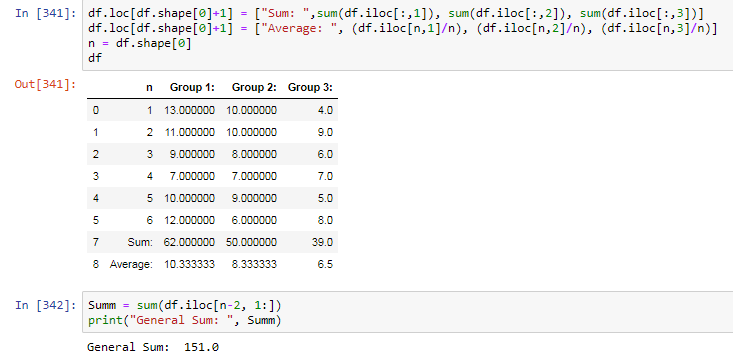 In [341]: df.loc[df.shape[0]+1] = ["Sum: ",sum(df.iloc[:,1]), sum(df.iloc[:,2]), sum(df.iloc[:,3])]
df.loc[df.shape[0]+1] = ["Average: ", (df.iloc[n,1]/n), (df.iloc[n,2]/n), (df.iloc[n,3]/n)]
n = df.shape[0]
df
Out[341]:
n Group 1: Group 2: Group 3:
0 1 13.000000 10.000000 4.0
1 2 11.000000 10.000000 9.0
2 3 9.000000 8.000000 6.0
3 4 7.000000 7.000000 7.0
4 5 10.000000 9.000000 5.0
5 6 12.000000 6.000000 8.0
7 Sum: 62.000000 50.000000 39.0
8 Average: 10.333333 8.333333 6.5
In [342]: Summ = sum(df.iloc[n-2, 1:])
print("General Sum: ", Summ)
General Sum:  151.0